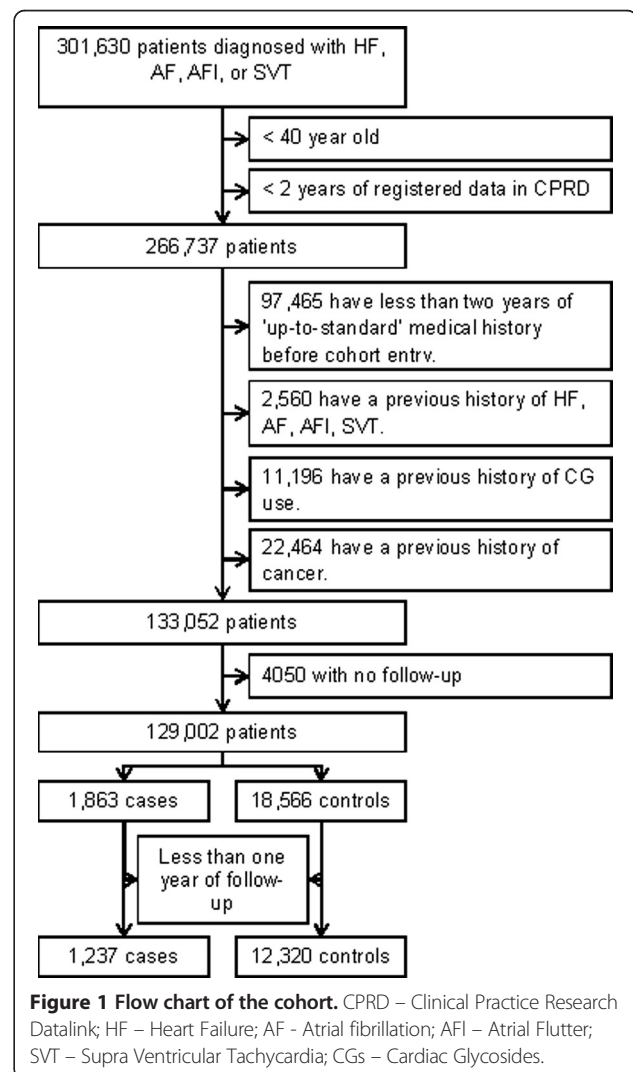 301,630 patients diagnosed with HF,
AF, AFI, or SVT
< 40 year old
< 2 years of registered data in CPRD
266,737 patients
97,465 have less than two years of
'up-to-standard' medical history
before cohort entry.
2,560 have a previous history of HF,
AF, AFI, SVT.
11,196 have a previous history of CG
use.
22,464 have a previous history of
cancer.
133,052 patients
4050 with no follow-up
129,002 patients
1,863 cases
18,566 controls
Less than one
year of follow-
up
1,237 cases
12,320 controls
Figure 1 Flow chart of the cohort. CPRD – Clinical Practice Research
Datalink; HF – Heart Failure; AF - Atrial fibrillation; AFI – Atrial Flutter;
SVT – Supra Ventricular Tachycardia; CGs – Cardiac Glycosides.